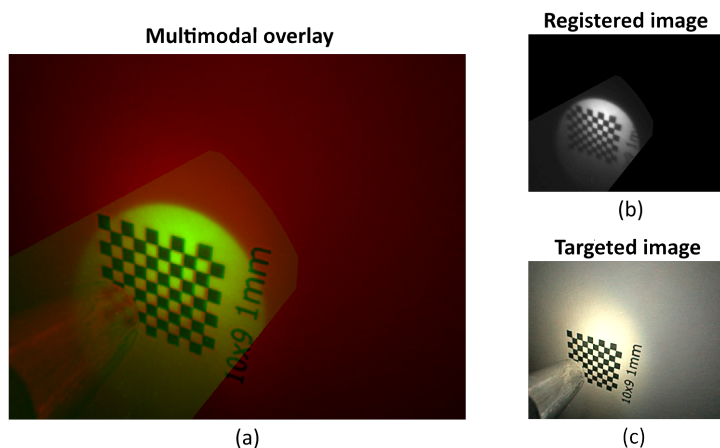 Multimodal overlay
10x9 1mm
(a)
Registered image
(b)
Targeted image
10x9 1mm
(c)